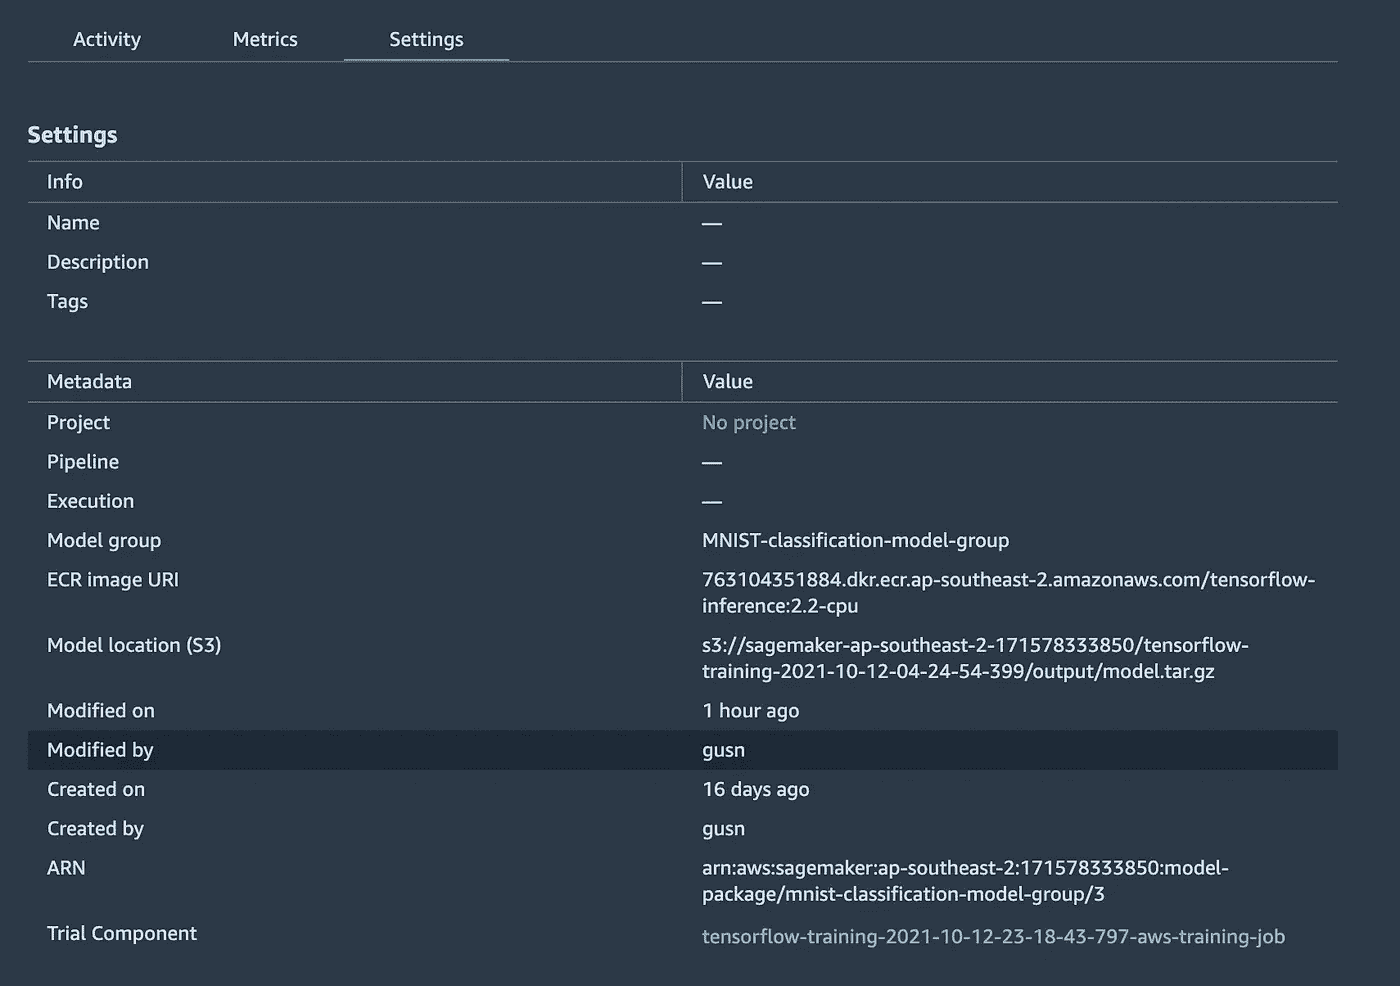 Activity Metrics Settings
Settings
Info Value
Name —
Description —
Tags —
Metadata Value
Project No project
Pipeline —
Execution —
Model group MNIST-classification-model-group
ECR image URI 763104351884.dkr.ecr.ap-southeast-2.amazonaws.com/tensorflow-
inference:2.2-cpu
Model location (S3) s3://sagemaker-ap-southeast-2-171578333850/tensorflow-
training-2021-10-12-04-24-54-399/output/model.tar.gz
Modified on 1 hour ago
Modified by gusn
Created on 16 days ago
Created by gusn
ARN arn:aws:sagemaker:ap-southeast-2:171578333850:model-
package/mnist-classification-model-group/3
Trial Component tensorflow-training-2021-10-12-23-18-43-797-aws-training-job